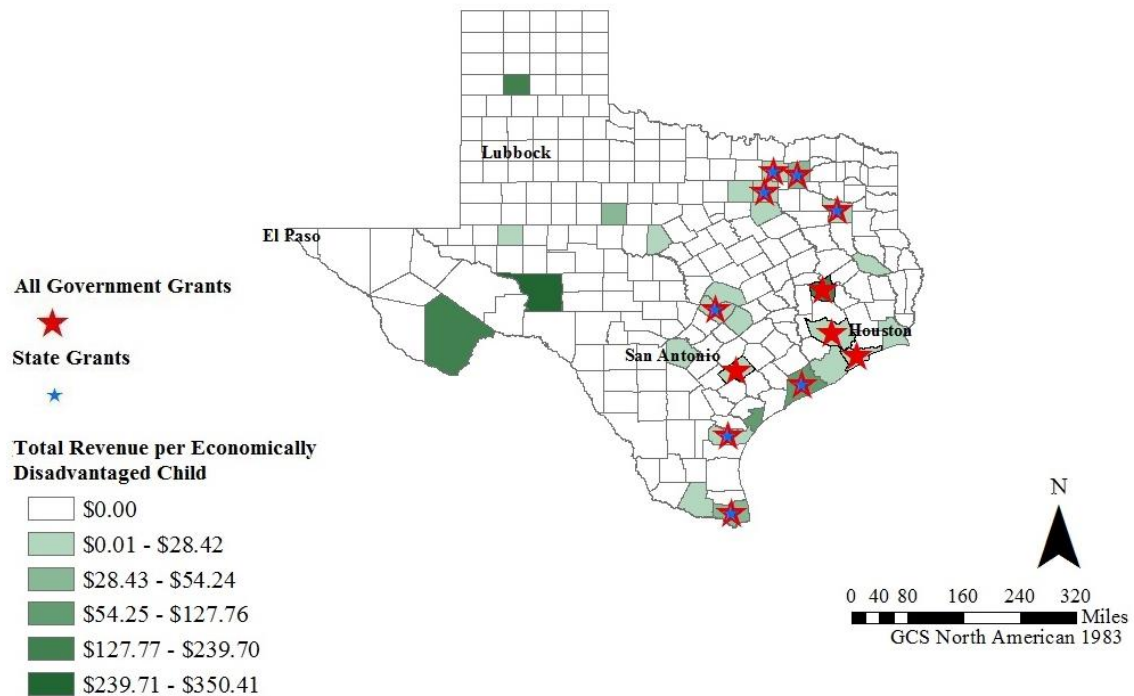 Lubbock
El Paso
All Government Grants
Houston
State Grants
San Antonio
Total Revenue per Economically
Disadvantaged Child
$0.00
$0.01 - $28.42
$28.43 - $54.24
$54.25 - $127.76
$127.77 - $239.70
$239.71 - $350.41
N
0 40 80 160 240 320
Miles
GCS North American 1983